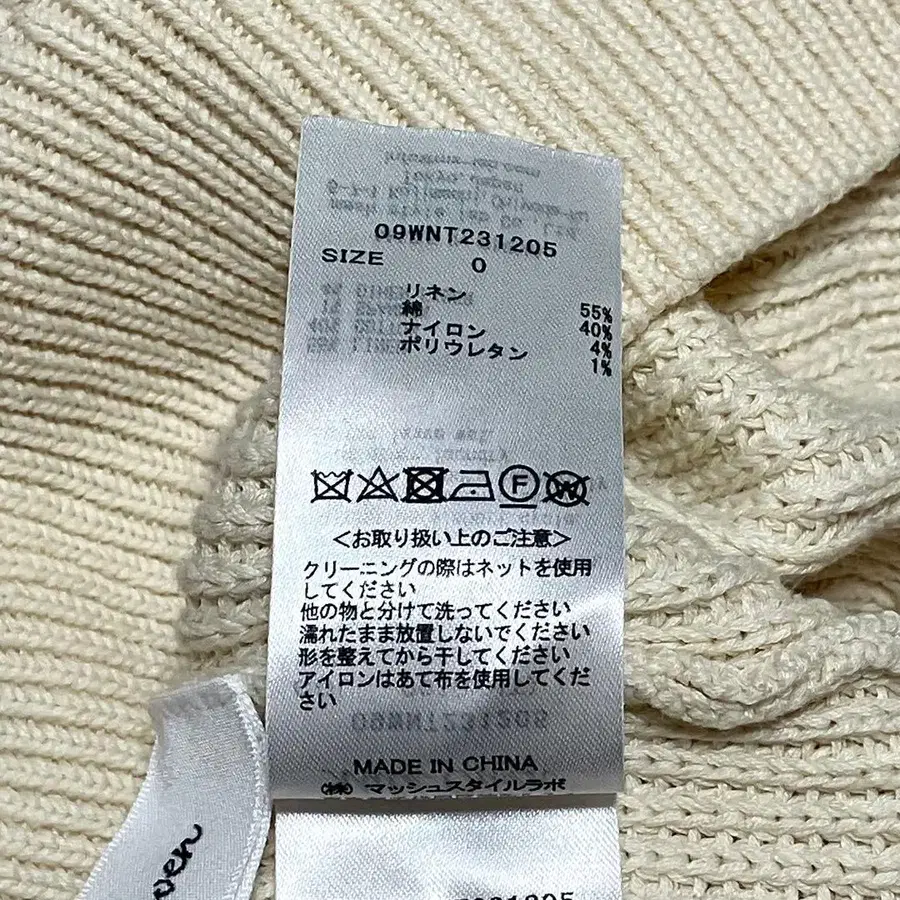 09WNT231205
SIZE 0
リネン 55%
綿 40%
ナイロン 4%
ポリウレタン 1%
F
W
<お取り扱い上のご注意>
クリーニングの際はネットを使用
してください
他の物と分けて洗ってください
濡れたまま放置しないでください
形を整えてから干してください
アイロンはあて布を使用してくださ
い
MADE IN CHINA
(株)マッシュスタイルラボ